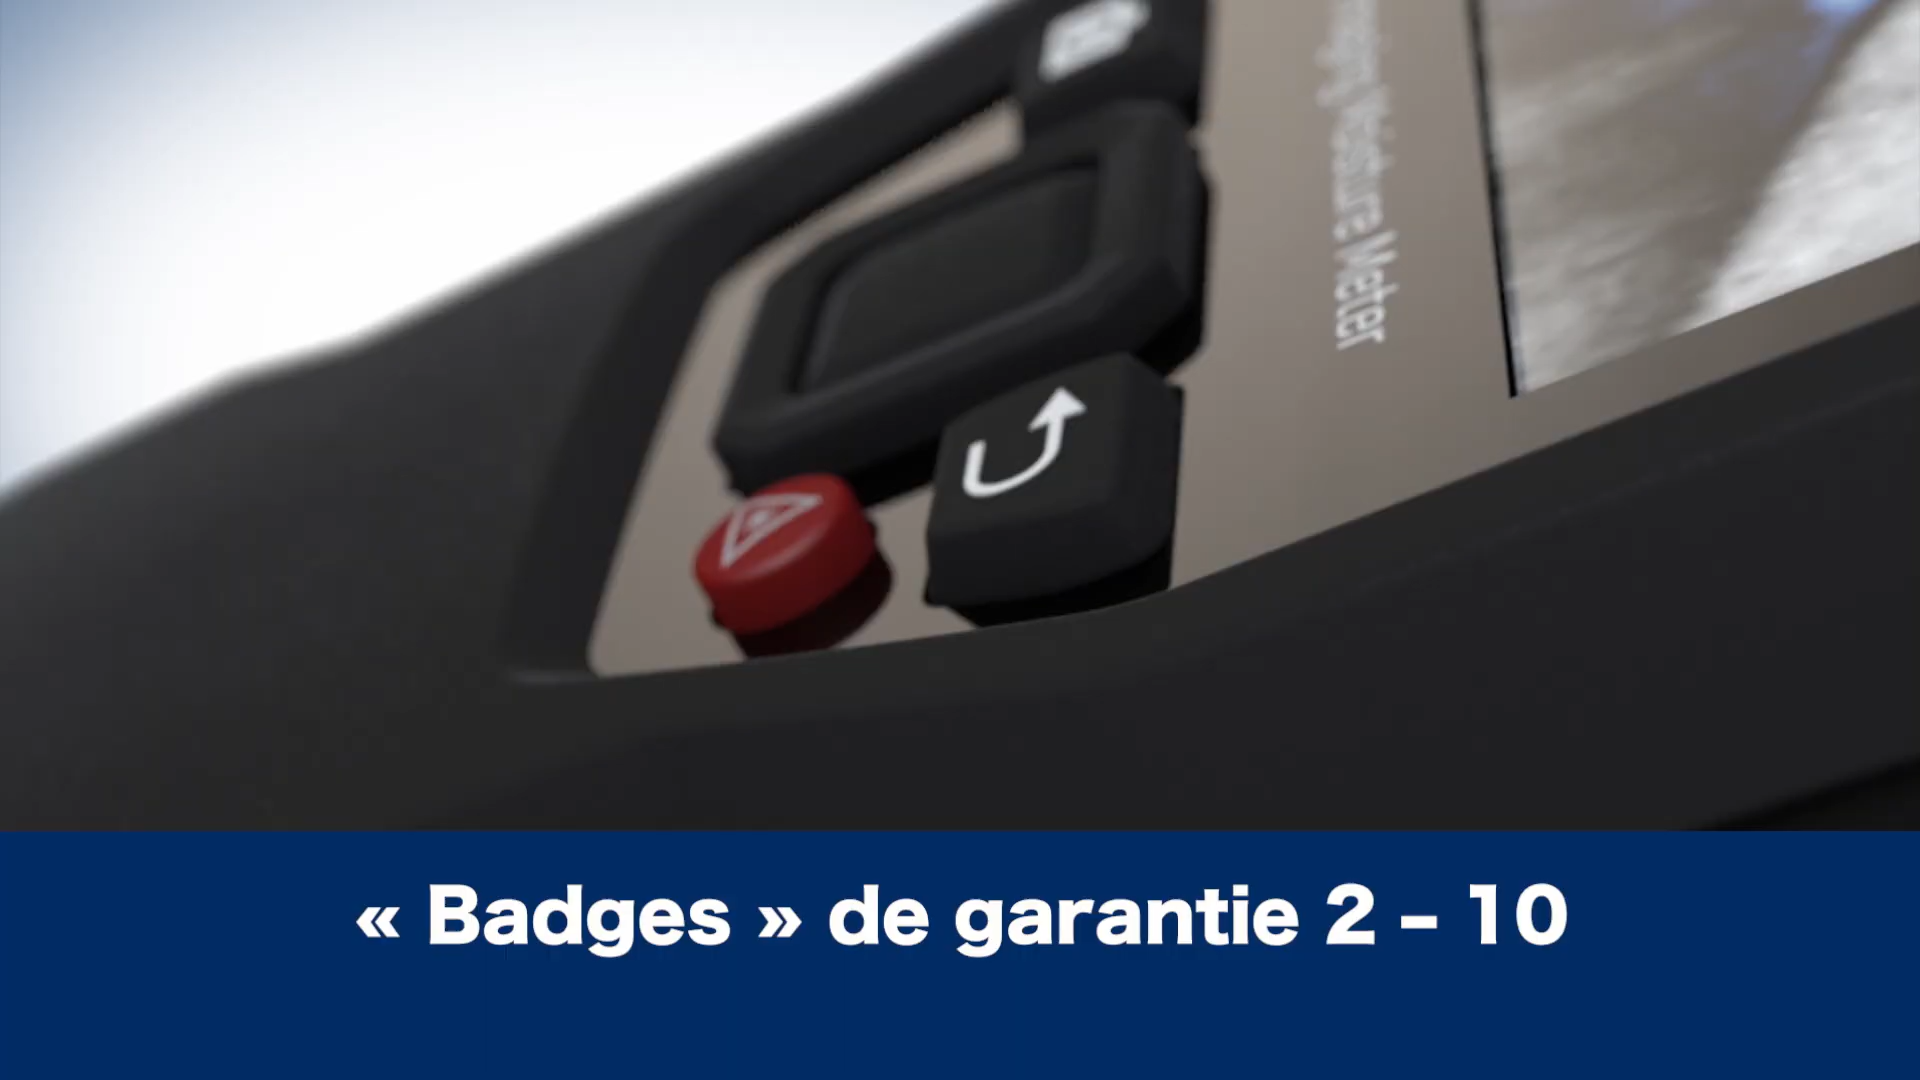 Moisture Meter
« Badges » de garantie 2 – 10